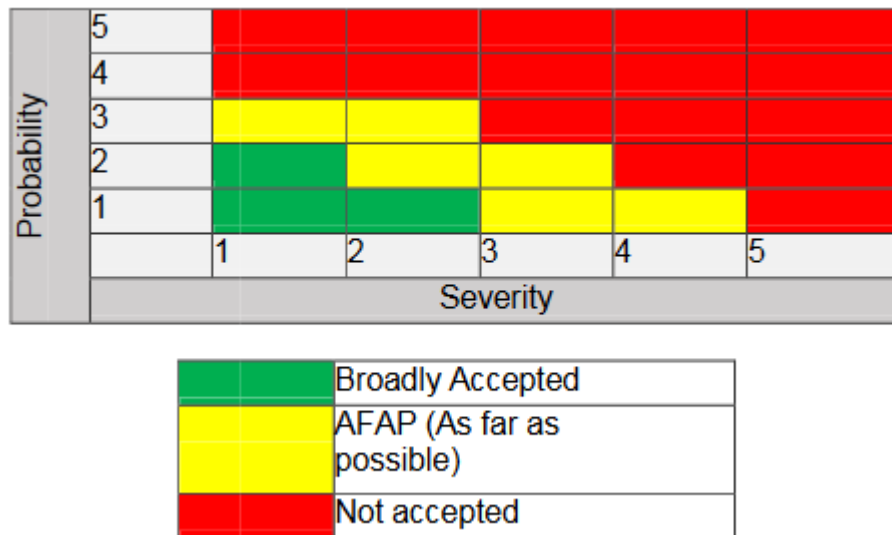 Probability
5
4
3
2
1
1 2 3 4 5
Severity
Broadly Accepted
AFAP (As far as
possible)
Not accepted